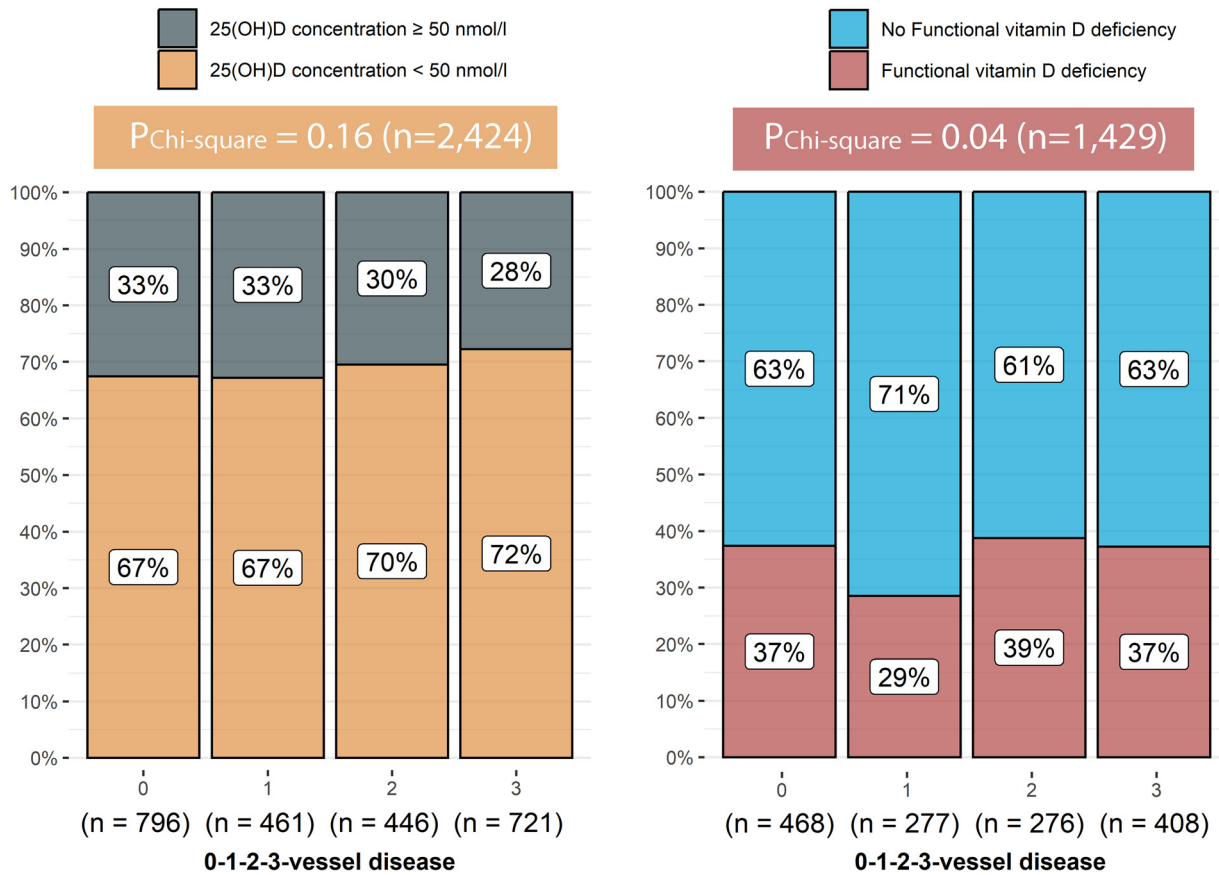 25(OH)D concentration ≥ 50 nmol/l
25(OH)D concentration < 50 nmol/l
PChi-square = 0.16 (n=2,424)
100%
90%
80%
70%
60%
50%
40%
30%
20%
10%
0%
33%
33%
30%
28%
67%
67%
70%
72%
0
1
2
3
(n = 796)
(n = 461)
(n = 446)
(n = 721)
0-1-2-3-vessel disease
No Functional vitamin D deficiency
Functional vitamin D deficiency
PChi-square = 0.04 (n=1,429)
100%
90%
80%
70%
60%
50%
40%
30%
20%
10%
0%
63%
71%
61%
63%
37%
29%
39%
37%
0
1
2
3
(n = 468)
(n = 277)
(n = 276)
(n = 408)
0-1-2-3-vessel disease